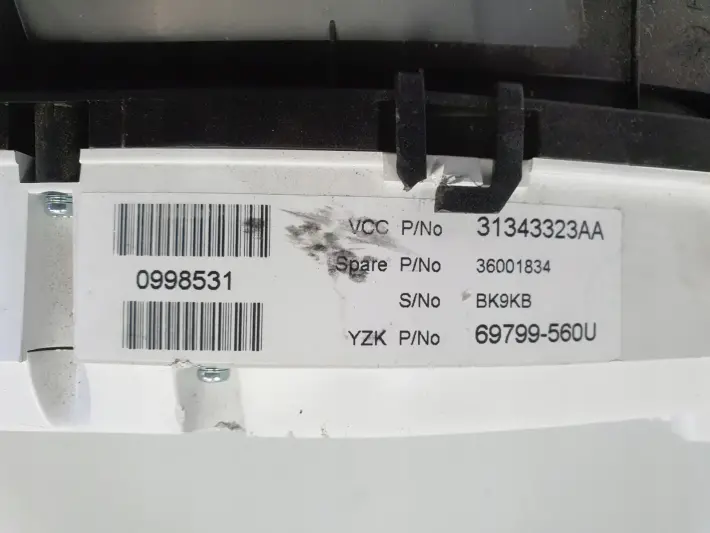 0998531
VCC P/No 31343323AA
Spare P/No 36001834
S/No BK9KB
YZK P/No 69799-560U